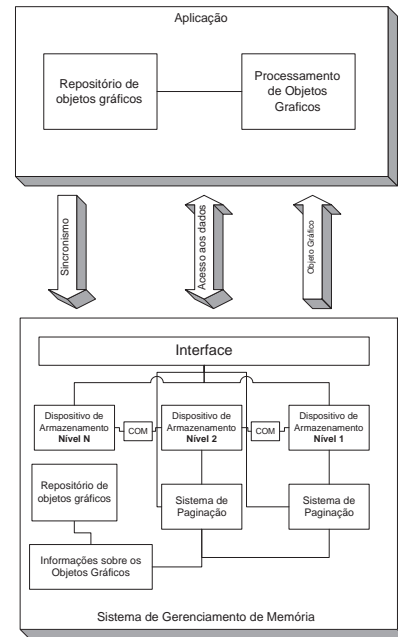 Aplicação
Repositório de
objetos gráficos
Processamento
de Objetos
Graficos
Sincronismo
Acesso aos dados
Objeto Gráfico
Interface
Dispositivo de
Armazenamento
Nível N
COM
Dispositivo de
Armazenamento
Nível 2
COM
Dispositivo de
Armazenamento
Nível 1
Repositório de
objetos gráficos
Sistema de
Paginação
Sistema de
Paginação
Informações sobre os
Objetos Gráficos
Sistema de Gerenciamento de Memória